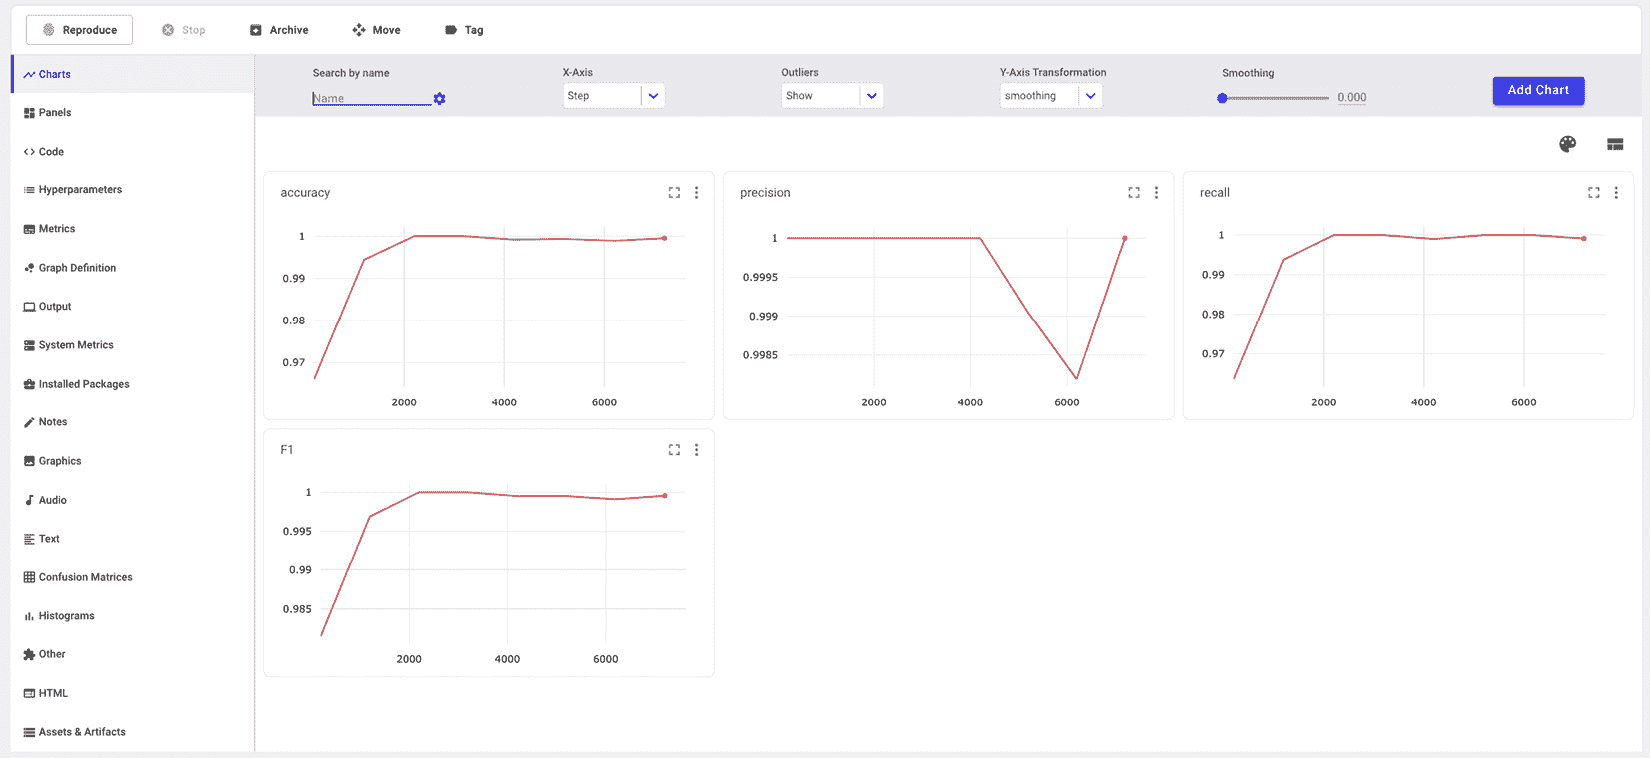 Reproduce Stop Archive Move Tag
Charts
Panels
Code
Hyperparameters
Metrics
Graph Definition
Output
System Metrics
Installed Packages
Notes
Graphics
Audio
Text
Confusion Matrices
Histograms
Other
HTML
Assets & Artifacts
Search by name
Name
X-Axis
Step
Outliers
Show
Y-Axis Transformation
smoothing
Smoothing
0.000
Add Chart
accuracy
1
0.99
0.98
0.97
2000 4000 6000
precision
1
0.9995
0.999
0.9985
2000 4000 6000
recall
1
0.99
0.98
0.97
2000 4000 6000
F1
1
0.995
0.99
0.985
2000 4000 6000